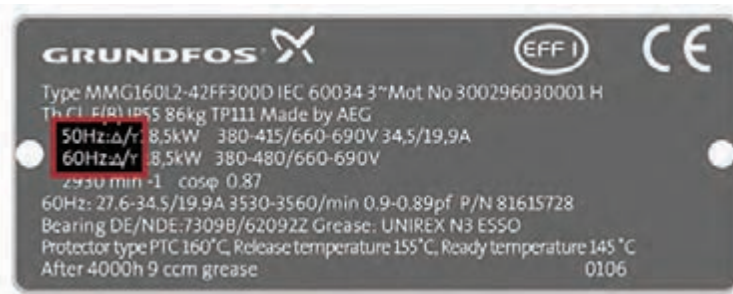 GRUNDFOS
EFF I
CE
Type MMG160L2-42FF300D IEC 60034 3~Mot No 300296030001 H
Th.Cl. F(B) IP55 86kg TP111 Made by AEG
50Hz:△/Y 18,5kW 380-415/660-690V 34,5/19,9A
60Hz:△/Y 18,5kW 380-480/660-690V
2930 min -1 cosφ 0.87
60Hz: 27.6-34.5/19.9A 3530-3560/min 0.9-0.89pf P/N 81615728
Bearing DE/NDE:7309B/62092Z Grease: UNIREX N3 ESSO
Protector type PTC 160°C, Release temperature 155°C, Ready temperature 145 °C
After 4000h 9 ccm grease 0106